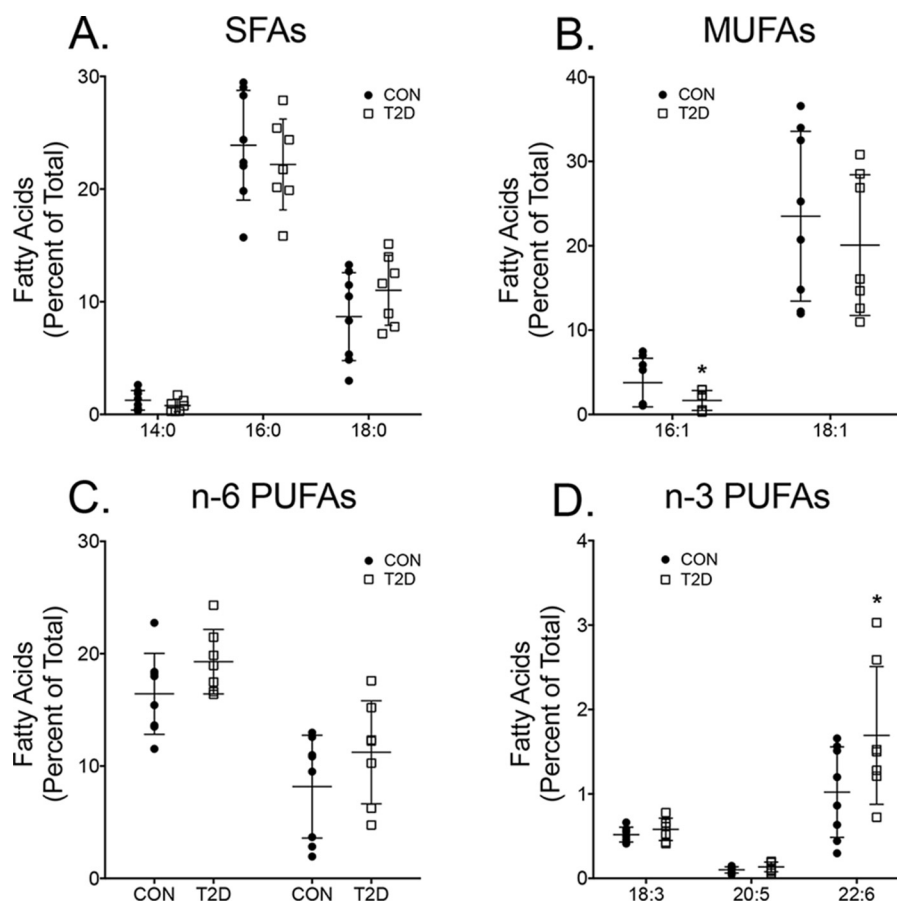 A. SFAs
Fatty Acids
(Percent of Total)
30
20
10
0
CON
T2D
14:0 16:0 18:0
B. MUFAs
Fatty Acids
(Percent of Total)
40
30
20
10
0
CON
T2D
*
16:1 18:1
C. n-6 PUFAs
Fatty Acids
(Percent of Total)
30
20
10
0
CON
T2D
CON T2D CON T2D
D. n-3 PUFAs
Fatty Acids
(Percent of Total)
4
3
2
1
0
CON
T2D
*
18:3 20:5 22:6